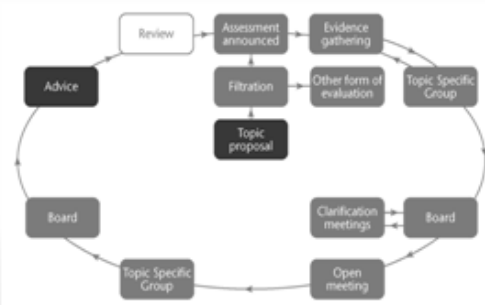 Review
Assessment
announced
Evidence
gathering
Advice
Filtration
Other form of
evaluation
Topic Specific
Group
Topic
proposal
Board
Clarification
meetings
Board
Topic Specific
Group
Open
meeting